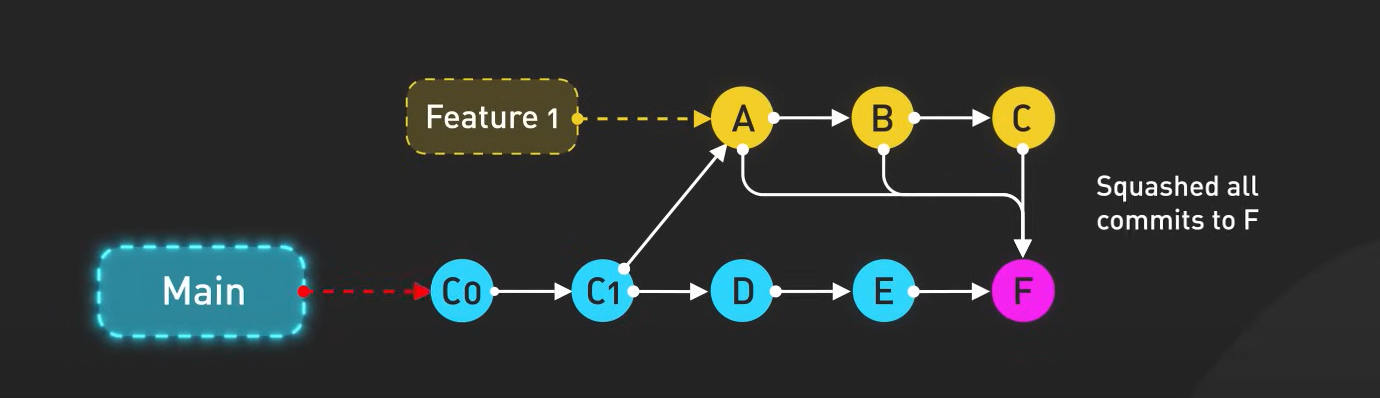 Feature 1
A
B
C
Squashed all
commits to F
Main
C0
C1
D
E
F